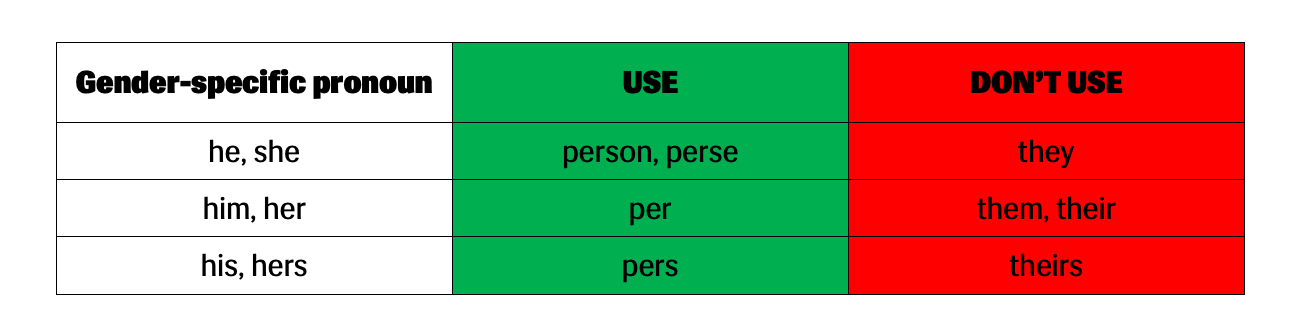 Gender-specific pronoun USE DON’T USE
he, she person, perse they
him, her per them, their
his, hers pers theirs